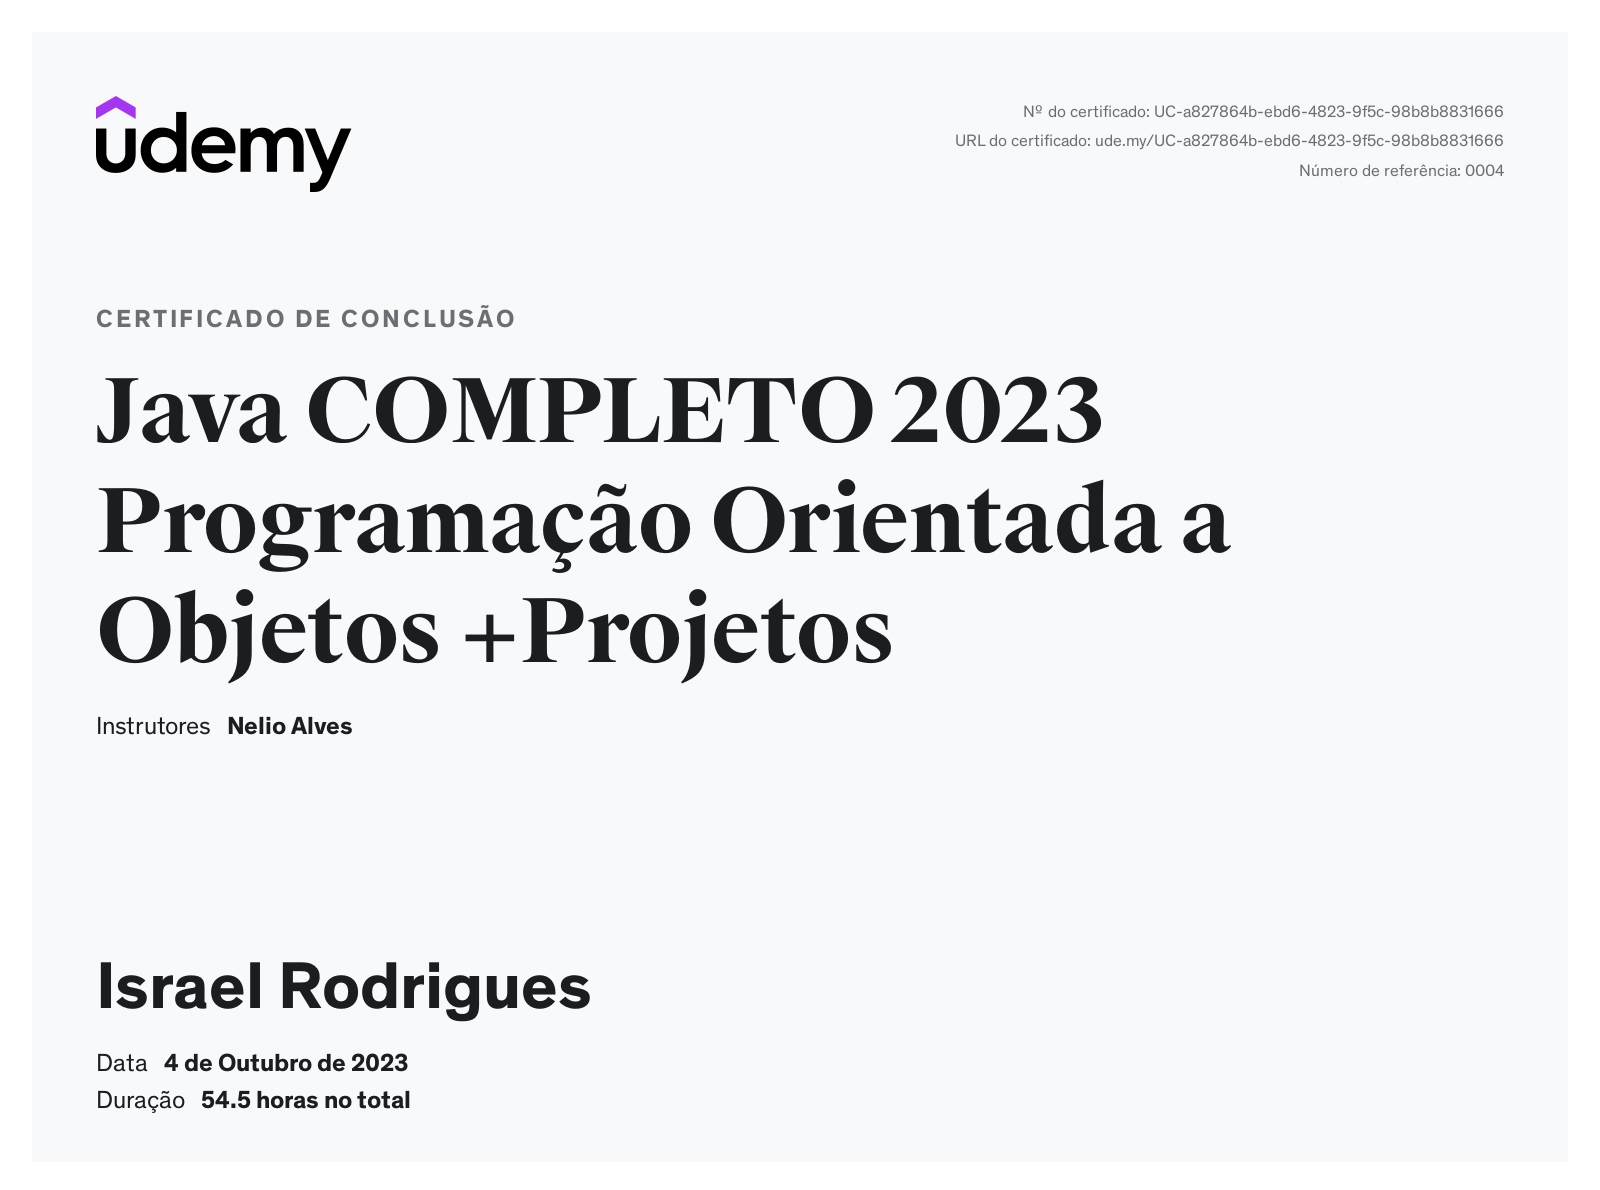 udemy
Nº do certificado: UC-a827864b-ebd6-4823-9f5c-98b8b8831666
URL do certificado: ude.my/UC-a827864b-ebd6-4823-9f5c-98b8b8831666
Número de referência: 0004
CERTIFICADO DE CONCLUSÃO
Java COMPLETO 2023
Programação Orientada a
Objetos +Projetos
Instrutores Nelio Alves
Israel Rodrigues
Data 4 de Outubro de 2023
Duração 54.5 horas no total